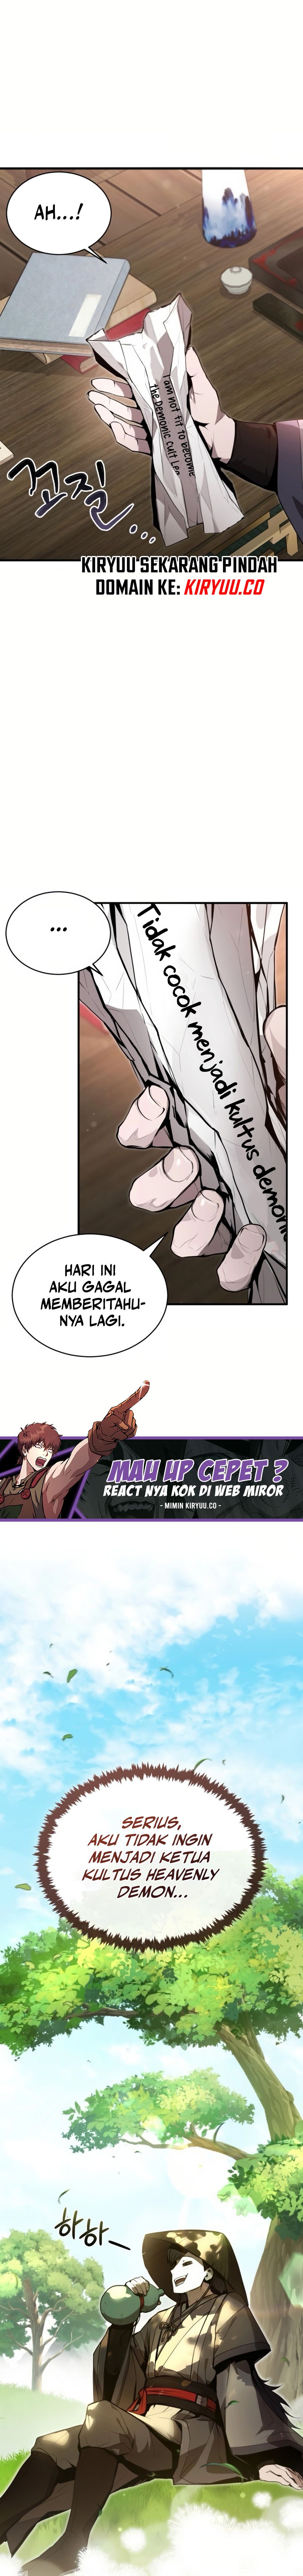 AH...!
I am not fit to become
the demonic cult lea
꼬질
...
KIRYUU SEKARANG PINDAH
DOMAIN KE: KIRYUU.CO
...
Tidak cocok menjadi kultus demonic
HARI INI
AKU GAGAL
MEMBERITAHU-
NYA LAGI.
MAU UP CEPET ?
REACT NYA KOK DI WEB MIROR
- MIMIN KIRYUU.CO -
SERIUS,
AKU TIDAK INGIN
MENJADI KETUA
KULTUS HEAVENLY
DEMON...
하하-